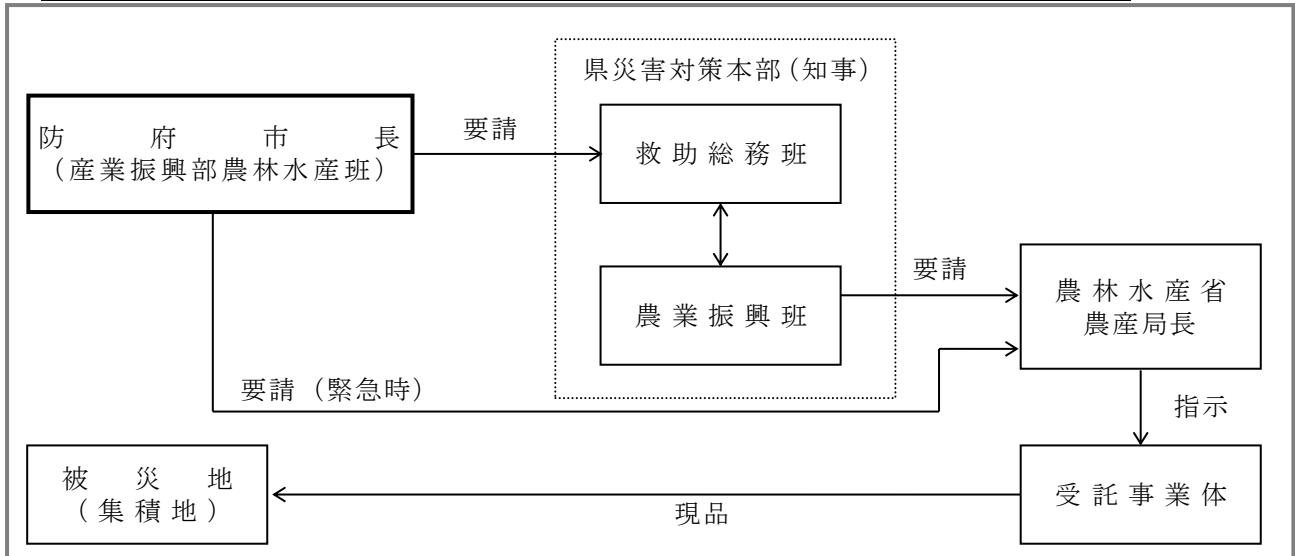 県災害対策本部（知事）
防府市長
（産業振興部農林水産班）
要請
救助総務班
農業振興班
要請
農林水産省
農産局長
要請（緊急時）
指示
被災地
（集積地）
現品
受託事業体